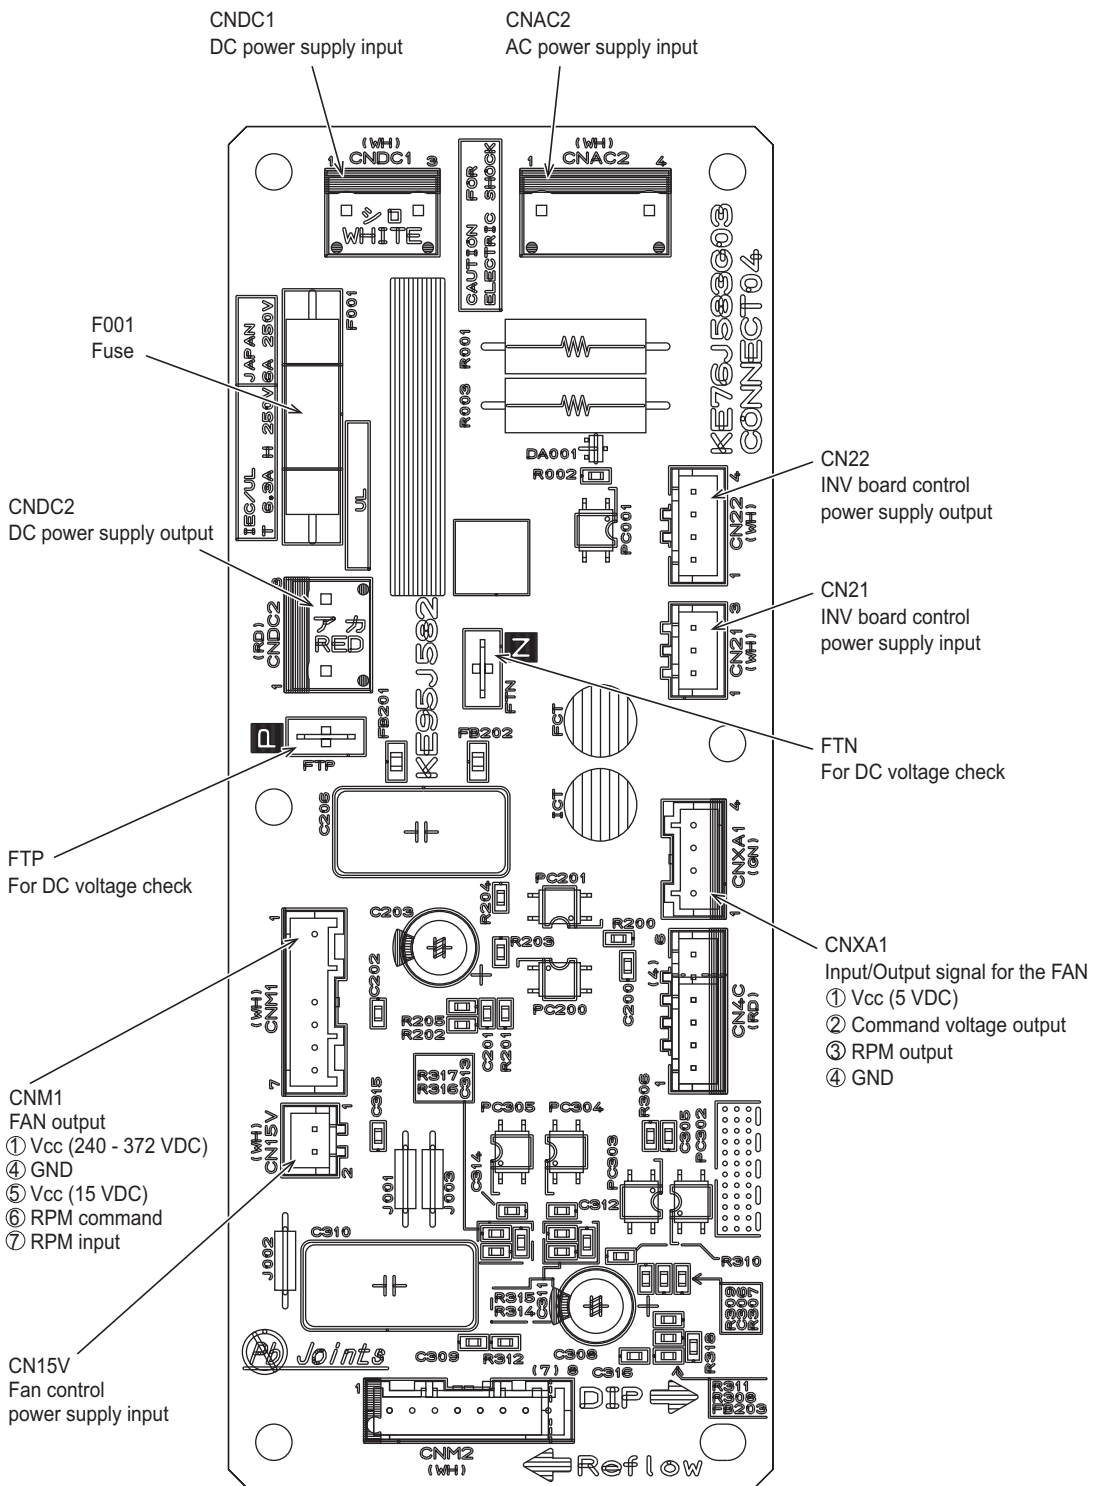 CNDC1
DC power supply input
CNAC2
AC power supply input
(WH)
1 CNDC1 3
シロ
WHITE
CAUTION FOR
ELECTRIC SHOCK
(WH)
1 CNAC2 4
KE76J583G03
CONNECT04
F001
Fuse
JAPAN
6A 250V
IEC/UL
T 6.3A H 250V
F001
UL
R001
R003
DA001
R002
PC001
CN22
INV board control
power supply output
4
CN22
(WH)
1
CNDC2
DC power supply output
3
(RD)
CNDC2
1
アカ
RED
KE95J582
CN21
INV board control
power supply input
3
CN21
(WH)
1
N
FTN
P
FTP
FB201
FB202
FCT
ICT
FTN
For DC voltage check
C206
FTP
For DC voltage check
4
CNXA1
(GN)
1
CNXA1
Input/Output signal for the FAN
① Vcc (5 VDC)
② Command voltage output
③ RPM output
④ GND
PC201
R204
C203
R203
R200
PC200
C200
C202
R205
R202
C201
R201
6
(4)
CN4C
(RD)
1
1
(WH)
CNM1
7
CNM1
FAN output
① Vcc (240 - 372 VDC)
④ GND
⑤ Vcc (15 VDC)
⑥ RPM command
⑦ RPM input
R317
R316
C313
C315
1
(WH)
CN15V
2
PC305
PC304
R306
C305
PC302
PC303
C314
C312
J001
J003
J002
C310
R310
R315
R314
C311
R309
C306
R307
Pb Joints
C309
R312
C308
C316
R318
R311
R308
FB203
CN15V
Fan control
power supply input
1
(7) 8
DIP
CNM2
(WH)
Reflow